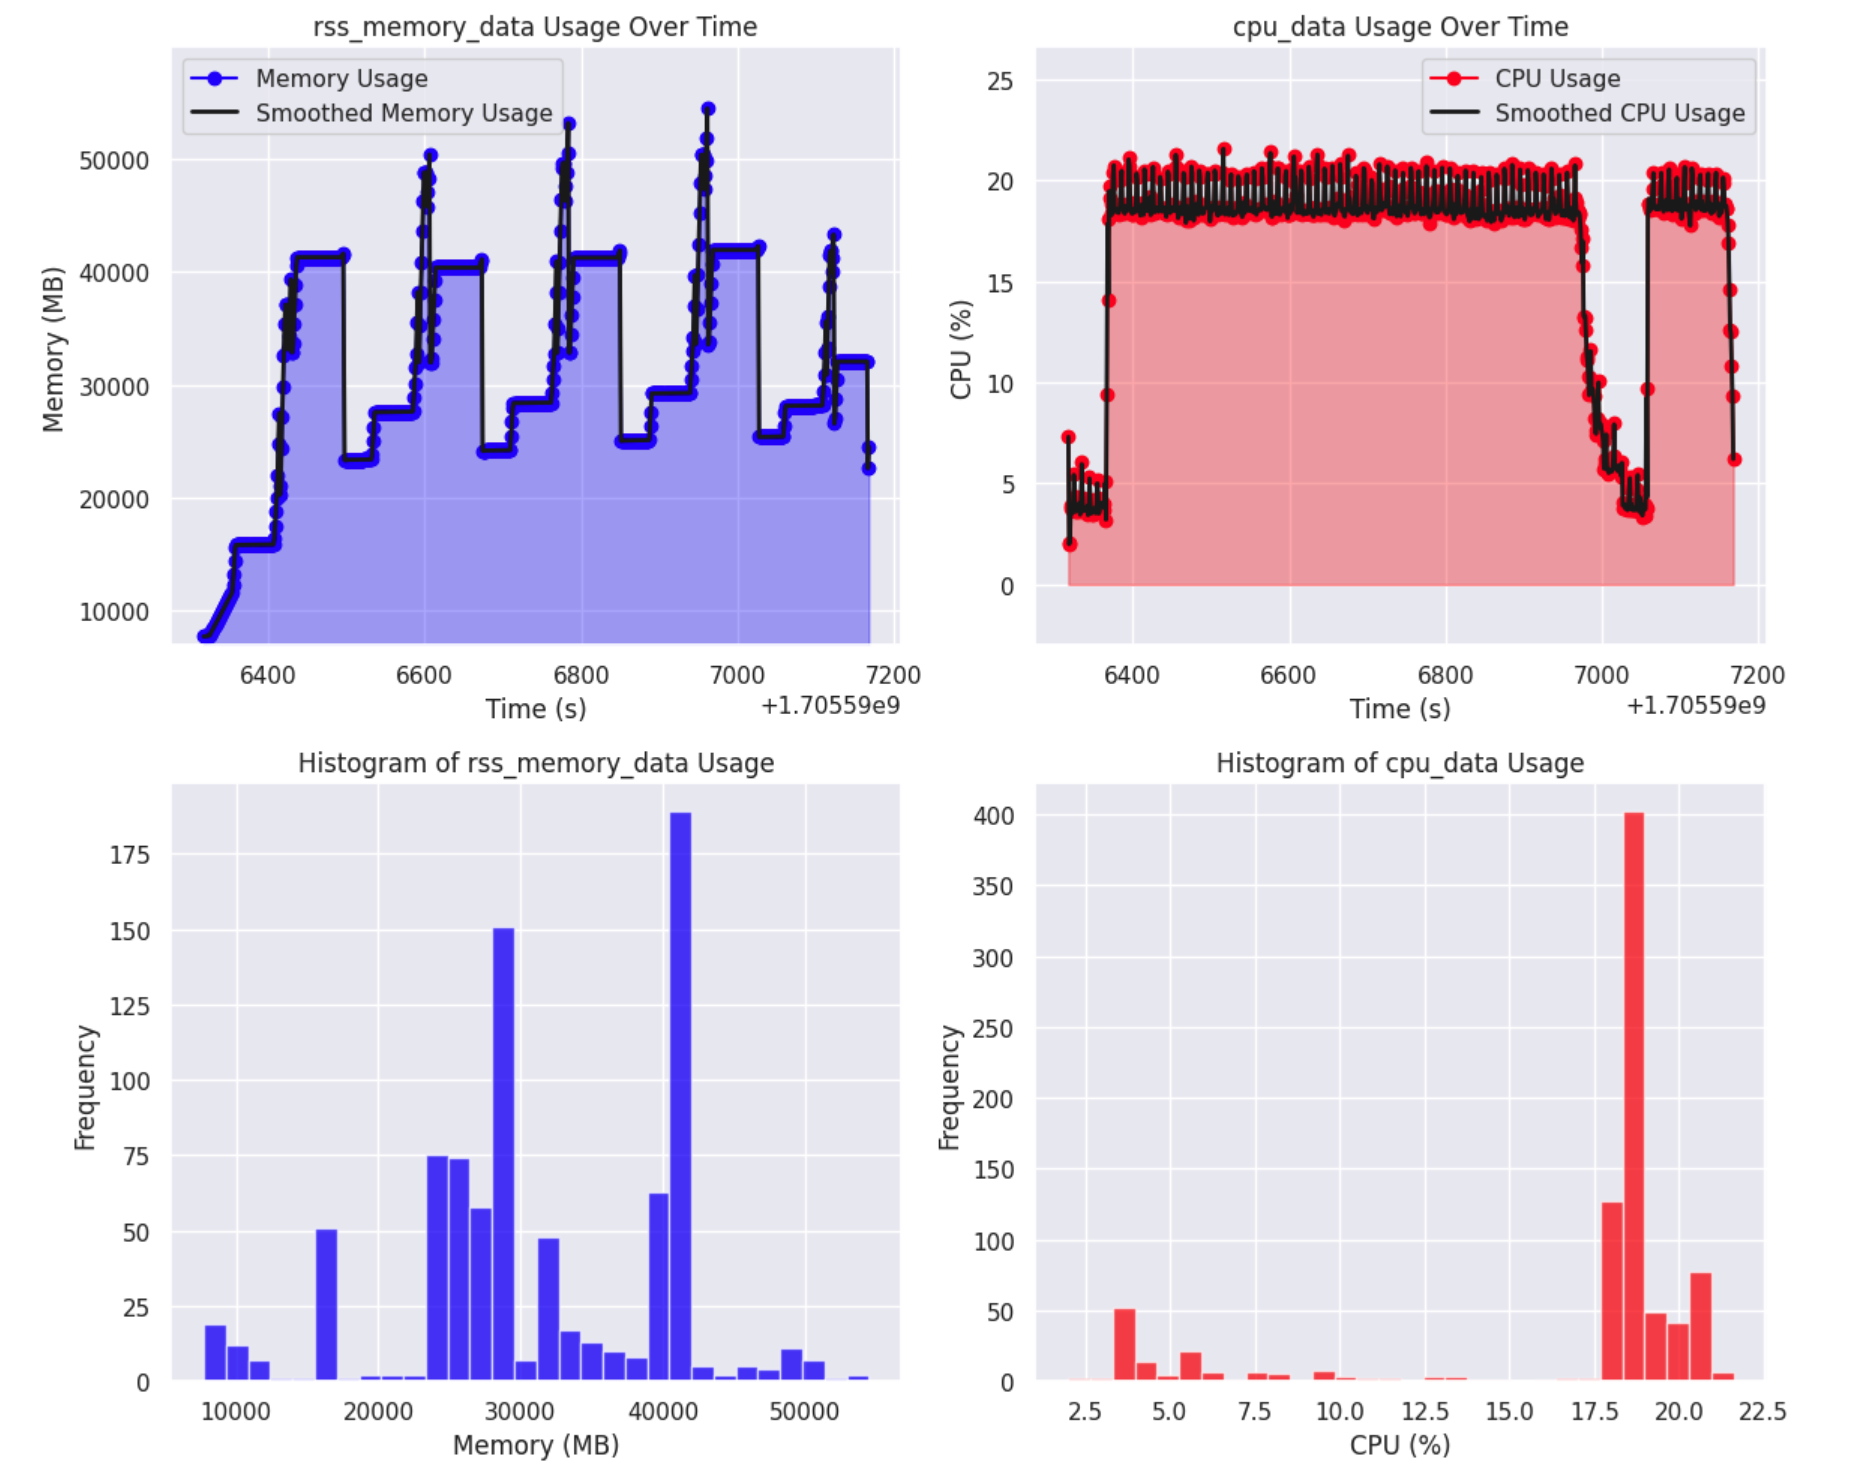 rss_memory_data Usage Over Time
Memory Usage
Smoothed Memory Usage
Memory (MB)
50000
40000
30000
20000
10000
6400 6600 6800 7000 7200
Time (s)
+1.70559e9
cpu_data Usage Over Time
CPU Usage
Smoothed CPU Usage
CPU (%)
25
20
15
10
5
0
6400 6600 6800 7000 7200
Time (s)
+1.70559e9
Histogram of rss_memory_data Usage
Frequency
175
150
125
100
75
50
25
0
10000 20000 30000 40000 50000
Memory (MB)
Histogram of cpu_data Usage
Frequency
400
350
300
250
200
150
100
50
0
2.5 5.0 7.5 10.0 12.5 15.0 17.5 20.0 22.5
CPU (%)